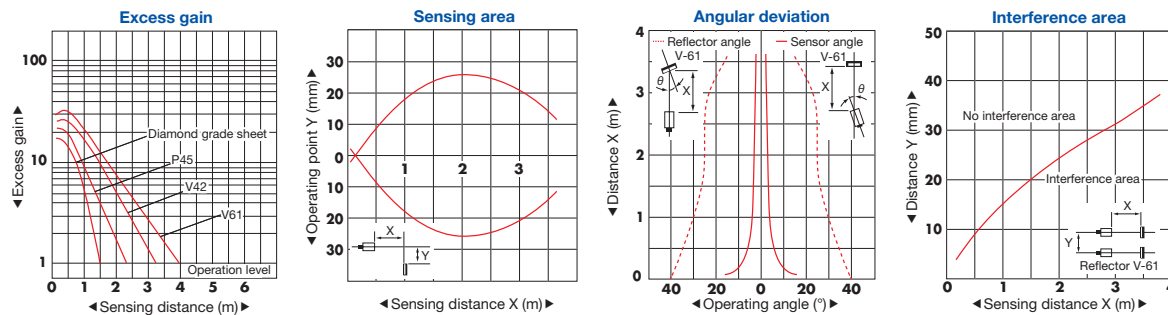 Excess gain
100
10
1
◄Excess gain►
Diamond grade sheet
P45
V42
V61
Operation level
0 1 2 3 4 5 6
◄Sensing distance (m)►
Sensing area
30
20
10
0
10
20
30
◄Operating point Y (mm)►
1 2 3
X
Y
◄Sensing distance X (m)►
Angular deviation
4
3
2
1
0
◄Distance X (m)►
Reflector angle
Sensor angle
V-61
θ
X
V-61
X
θ
40 20 0 20 40
◄Operating angle (°)►
Interference area
50
40
30
20
10
◄Distance Y (mm)►
No interference area
Interference area
X
Y
Reflector V-61
0 1 2 3 4
◄Sensing distance X (m)►